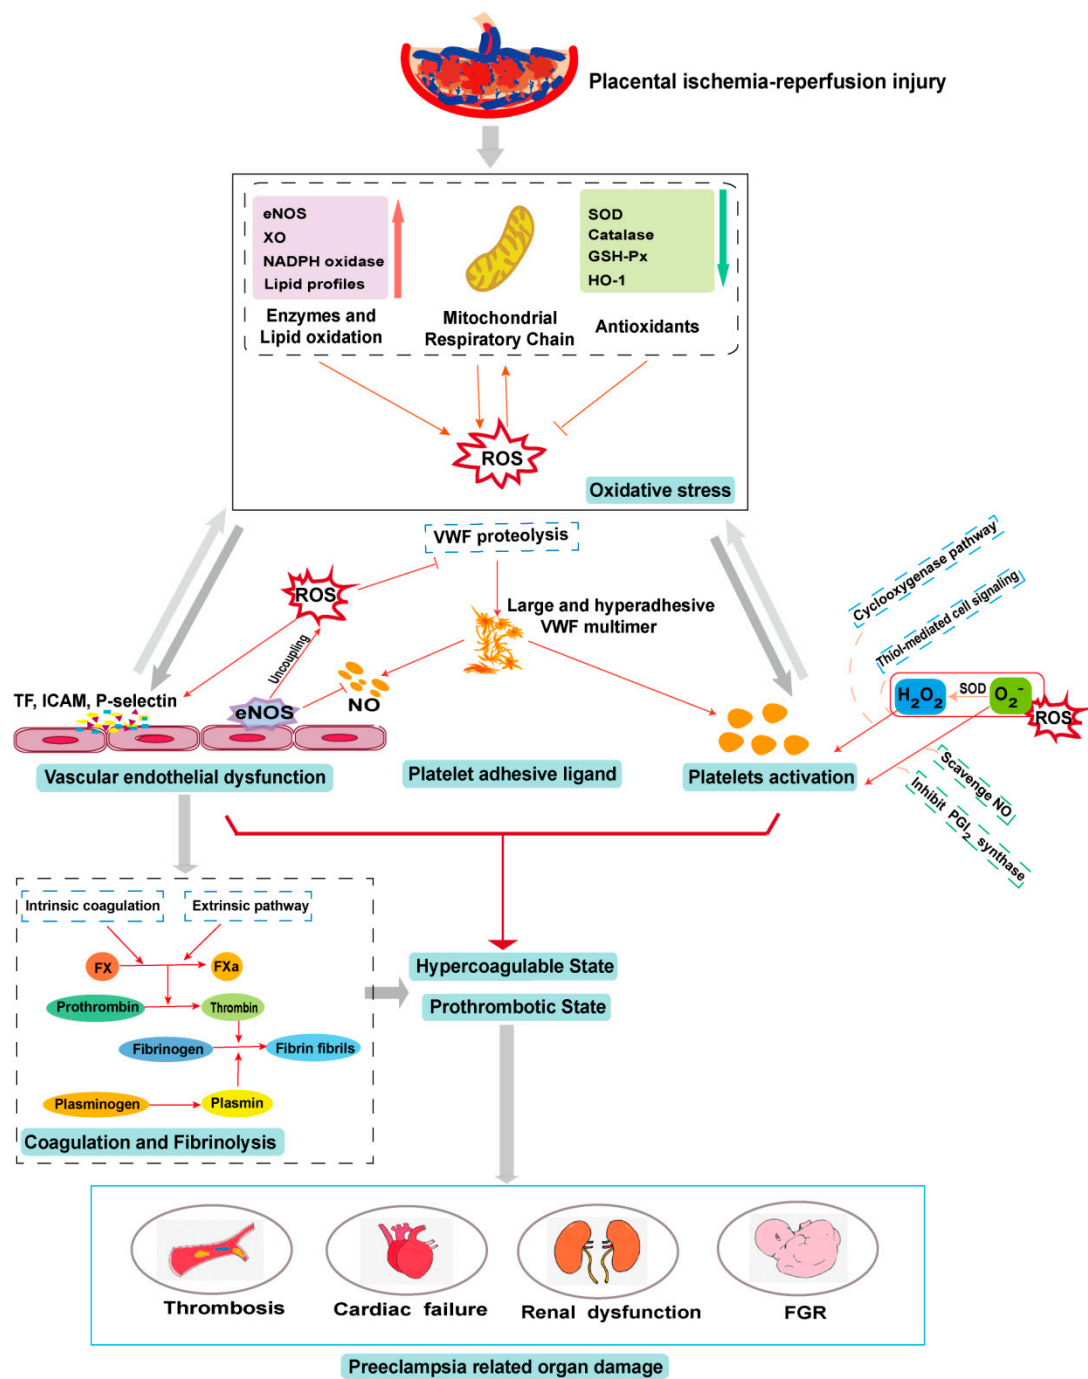 Placental ischemia-reperfusion injury
eNOS
XO
NADPH oxidase
Lipid profiles
Enzymes and
Lipid oxidation
Mitochondrial
Respiratory Chain
SOD
Catalase
GSH-Px
HO-1
Antioxidants
ROS
Oxidative stress
VWF proteolysis
ROS
Uncoupling
Large and hyperadhesive
VWF multimer
TF, ICAM, P-selectin
eNOS
NO
Cyclooxygenase pathway
Thiol-mediated cell signaling
H₂O₂
SOD
O₂⁻
ROS
Scavenge NO
Inhibit PGI₂ synthase
Vascular endothelial dysfunction
Platelet adhesive ligand
Platelets activation
Intrinsic coagulation
Extrinsic pathway
FX
FXa
Prothrombin
Thrombin
Fibrinogen
Fibrin fibrils
Plasminogen
Plasmin
Coagulation and Fibrinolysis
Hypercoagulable State
Prothrombotic State
Thrombosis
Cardiac failure
Renal dysfunction
FGR
Preeclampsia related organ damage